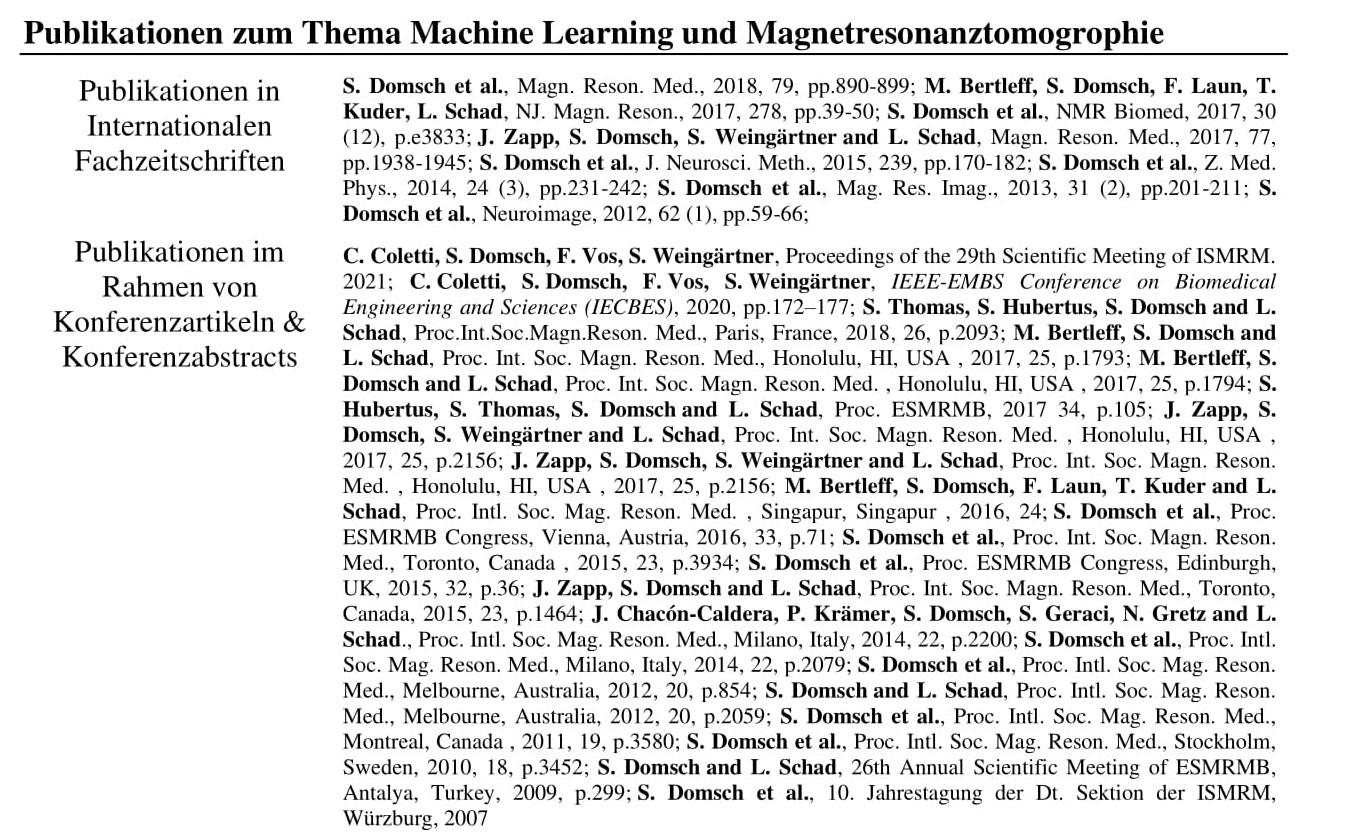 Publikationen zum Thema Machine Learning und Magnetresonanztomogrophie
Publikationen in
Internationalen
Fachzeitschriften
S. Domsch et al., Magn. Reson. Med., 2018, 79, pp.890-899; M. Bertleff, S. Domsch, F. Laun, T.
Kuder, L. Schad, NJ. Magn. Reson., 2017, 278, pp.39-50; S. Domsch et al., NMR Biomed, 2017, 30
(12), p.e3833; J. Zapp, S. Domsch, S. Weingärtner and L. Schad, Magn. Reson. Med., 2017, 77,
pp.1938-1945; S. Domsch et al., J. Neurosci. Meth., 2015, 239, pp.170-182; S. Domsch et al., Z. Med.
Phys., 2014, 24 (3), pp.231-242; S. Domsch et al., Mag. Res. Imag., 2013, 31 (2), pp.201-211; S.
Domsch et al., Neuroimage, 2012, 62 (1), pp.59-66;
Publikationen im
Rahmen von
Konferenzartikeln &
Konferenzabstracts
C. Coletti, S. Domsch, F. Vos, S. Weingärtner, Proceedings of the 29th Scientific Meeting of ISMRM.
2021; C. Coletti, S. Domsch, F. Vos, S. Weingärtner, IEEE-EMBS Conference on Biomedical
Engineering and Sciences (IECBES), 2020, pp.172–177; S. Thomas, S. Hubertus, S. Domsch and L.
Schad, Proc.Int.Soc.Magn.Reson. Med., Paris, France, 2018, 26, p.2093; M. Bertleff, S. Domsch and
L. Schad, Proc. Int. Soc. Magn. Reson. Med., Honolulu, HI, USA , 2017, 25, p.1793; M. Bertleff, S.
Domsch and L. Schad, Proc. Int. Soc. Magn. Reson. Med. , Honolulu, HI, USA , 2017, 25, p.1794; S.
Hubertus, S. Thomas, S. Domsch and L. Schad, Proc. ESMRMB, 2017 34, p.105; J. Zapp, S.
Domsch, S. Weingärtner and L. Schad, Proc. Int. Soc. Magn. Reson. Med. , Honolulu, HI, USA ,
2017, 25, p.2156; J. Zapp, S. Domsch, S. Weingärtner and L. Schad, Proc. Int. Soc. Magn. Reson.
Med. , Honolulu, HI, USA , 2017, 25, p.2156; M. Bertleff, S. Domsch, F. Laun, T. Kuder and L.
Schad, Proc. Intl. Soc. Mag. Reson. Med. , Singapur, Singapur , 2016, 24; S. Domsch et al., Proc.
ESMRMB Congress, Vienna, Austria, 2016, 33, p.71; S. Domsch et al., Proc. Int. Soc. Magn. Reson.
Med., Toronto, Canada , 2015, 23, p.3934; S. Domsch et al., Proc. ESMRMB Congress, Edinburgh,
UK, 2015, 32, p.36; J. Zapp, S. Domsch and L. Schad, Proc. Int. Soc. Magn. Reson. Med., Toronto,
Canada, 2015, 23, p.1464; J. Chacón-Caldera, P. Krämer, S. Domsch, S. Geraci, N. Gretz and L.
Schad., Proc. Intl. Soc. Mag. Reson. Med., Milano, Italy, 2014, 22, p.2200; S. Domsch et al., Proc. Intl.
Soc. Mag. Reson. Med., Milano, Italy, 2014, 22, p.2079; S. Domsch et al., Proc. Intl. Soc. Mag. Reson.
Med., Melbourne, Australia, 2012, 20, p.854; S. Domsch and L. Schad, Proc. Intl. Soc. Mag. Reson.
Med., Melbourne, Australia, 2012, 20, p.2059; S. Domsch et al., Proc. Intl. Soc. Mag. Reson. Med.,
Montreal, Canada , 2011, 19, p.3580; S. Domsch et al., Proc. Intl. Soc. Mag. Reson. Med., Stockholm,
Sweden, 2010, 18, p.3452; S. Domsch and L. Schad, 26th Annual Scientific Meeting of ESMRMB,
Antalya, Turkey, 2009, p.299; S. Domsch et al., 10. Jahrestagung der Dt. Sektion der ISMRM,
Würzburg, 2007